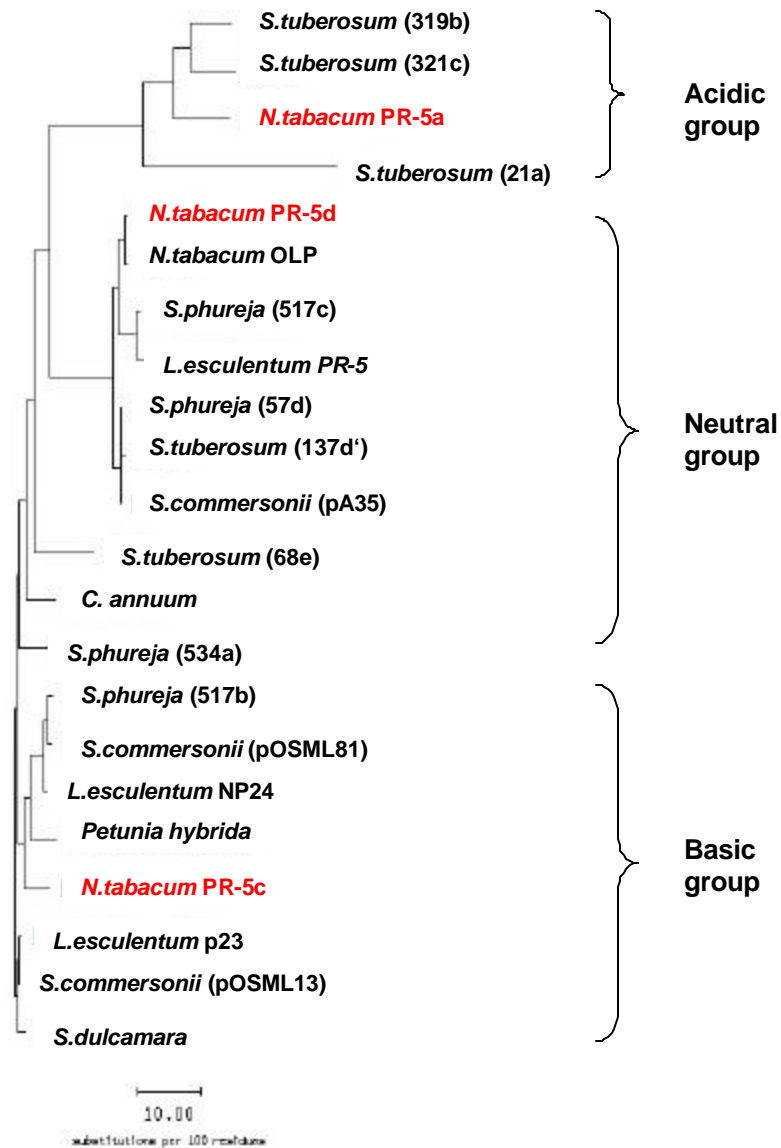 S.tuberosum (319b)
S.tuberosum (321c)
N.tabacum PR-5a
S.tuberosum (21a)
Acidic
group
N.tabacum PR-5d
N.tabacum OLP
S.phureja (517c)
L.esculentum PR-5
S.phureja (57d)
S.tuberosum (137d‘)
S.commersonii (pA35)
S.tuberosum (68e)
C. annuum
S.phureja (534a)
Neutral
group
S.phureja (517b)
S.commersonii (pOSML81)
L.esculentum NP24
Petunia hybrida
N.tabacum PR-5c
L.esculentum p23
S.commersonii (pOSML13)
S.dulcamara
Basic
group
10.00
substitutions per 100 residues